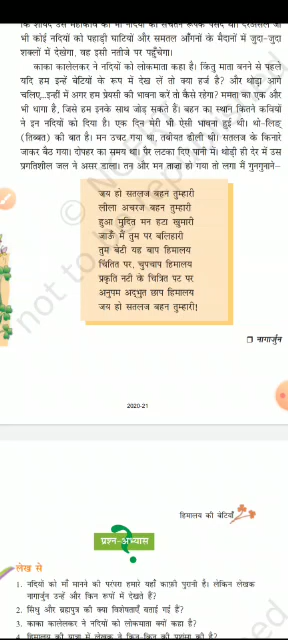 भी कोई नदियों को पहाड़ी घाटियों और समतल आँगनों के मैदानों में जुदा-जुदा
शक्लों में देखेगा, वह इसी नतीजे पर पहुँचेगा।
काका कालेलकर ने नदियों को लोकमाता कहा है। किंतु माता बनने से पहले
यदि हम इन्हें बेटियों के रूप में देख लें तो क्या हर्ज है? और थोड़ा आगे
चलिए...इन्हीं में अगर हम प्रेयसी की भावना करें तो कैसे रहेगा? ममता का एक और
भी धागा है, जिसे हम इनके साथ जोड़ सकते हैं। बहन का स्थान कितने कवियों
ने इन नदियों को दिया है। एक दिन मेरी भी ऐसी भावना हुई थी। थो-लिङ्
(तिब्बत) की बात है। मन उचट गया था, तबीयत ढीली थी। सतलज के किनारे
जाकर बैठ गया। दोपहर का समय था। पैर लटका दिए पानी में। थोड़ी ही देर में उस
प्रगतिशील जल ने असर डाला। तन और मन ताज़ा हो गया तो लगा मैं गुनगुनाने–
जय हो सतलज बहन तुम्हारी
लीला अचरज बहन तुम्हारी
हुआ मुदित मन हटा खुमारी
जाऊँ मैं तुम पर बलिहारी
तुम बेटी यह बाप हिमालय
चिंतित पर, चुपचाप हिमालय
प्रकृति नटी के चित्रित पट पर
अनुपम अद्भुत छाप हिमालय
जय हो सतलज बहन तुम्हारी!
नागार्जुन
2020-21
हिमालय की बेटियाँ
प्रश्न-अभ्यास
लेख से
1. नदियों को माँ मानने की परंपरा हमारे यहाँ काफ़ी पुरानी है। लेकिन लेखक
नागार्जुन उन्हें और किन रूपों में देखते हैं?
2. सिंधु और ब्रह्मपुत्र की क्या विशेषताएँ बताई गई हैं?
3. काका कालेलकर ने नदियों को लोकमाता क्यों कहा है?
4. हिमालय की यात्रा में लेखक ने किन-किन की प्रशंसा की है?